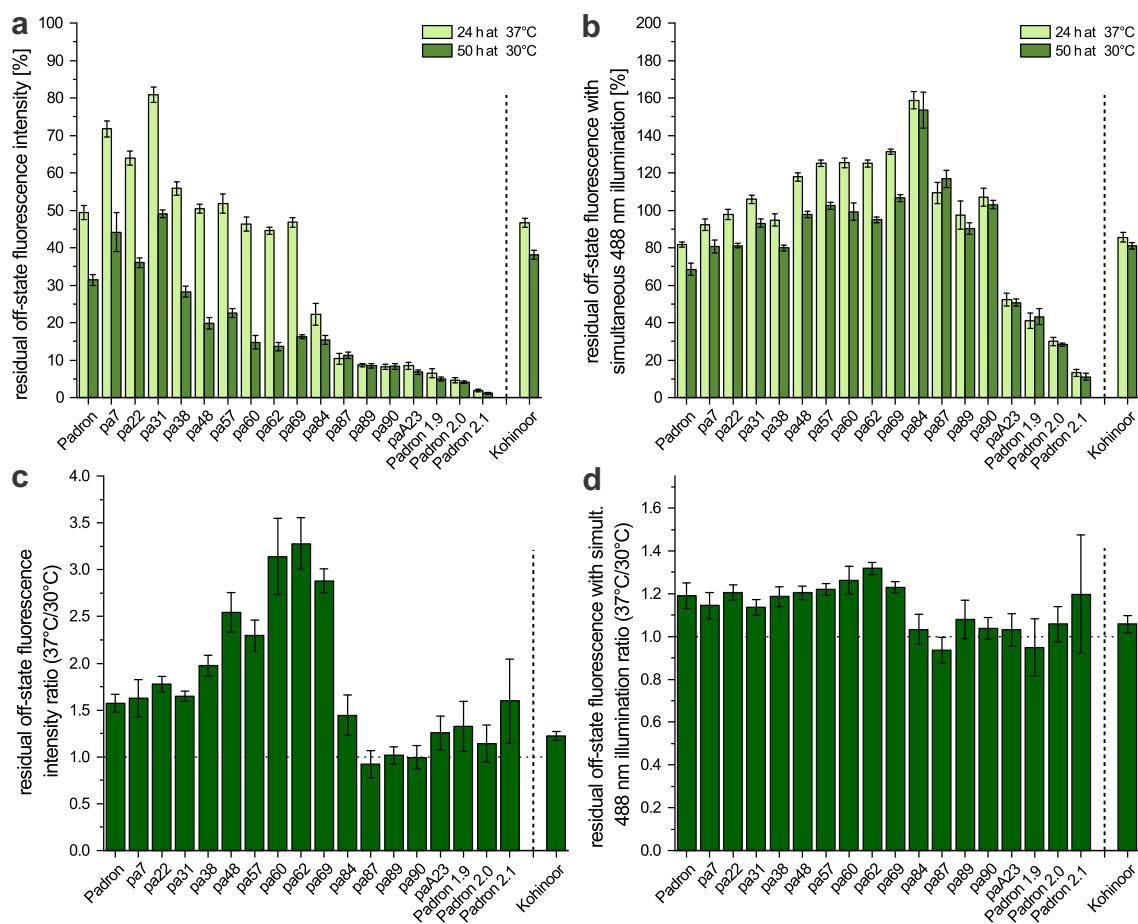 a
residual off-state fluorescence intensity [%]
100
90
80
70
60
50
40
30
20
10
0
24 h at 37°C
50 h at 30°C
Padron
pa7
pa22
pa31
pa38
pa48
pa57
pa60
pa62
pa69
pa84
pa87
pa89
pa90
paA23
Padron 1.9
Padron 2.0
Padron 2.1
Kohinoor
b
residual off-state fluorescence with
simultaneous 488 nm illumination [%]
200
180
160
140
120
100
80
60
40
20
0
24 h at 37°C
50 h at 30°C
Padron
pa7
pa22
pa31
pa38
pa48
pa57
pa60
pa62
pa69
pa84
pa87
pa89
pa90
paA23
Padron 1.9
Padron 2.0
Padron 2.1
Kohinoor
c
residual off-state fluorescence
intensity ratio (37°C/30°C)
4.0
3.5
3.0
2.5
2.0
1.5
1.0
0.5
0.0
Padron
pa7
pa22
pa31
pa38
pa48
pa57
pa60
pa62
pa69
pa84
pa87
pa89
pa90
paA23
Padron 1.9
Padron 2.0
Padron 2.1
Kohinoor
d
residual off-state fluorescence with simult.
488 nm illumination ratio (37°C/30°C)
1.6
1.4
1.2
1.0
0.8
0.6
0.4
0.2
0.0
Padron
pa7
pa22
pa31
pa38
pa48
pa57
pa60
pa62
pa69
pa84
pa87
pa89
pa90
paA23
Padron 1.9
Padron 2.0
Padron 2.1
Kohinoor